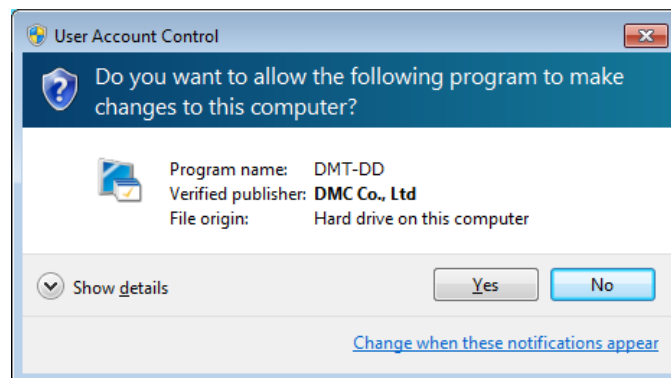 User Account Control
Do you want to allow the following program to make
changes to this computer?
Program name: DMT-DD
Verified publisher: DMC Co., Ltd
File origin: Hard drive on this computer
Show details
Yes
No
Change when these notifications appear